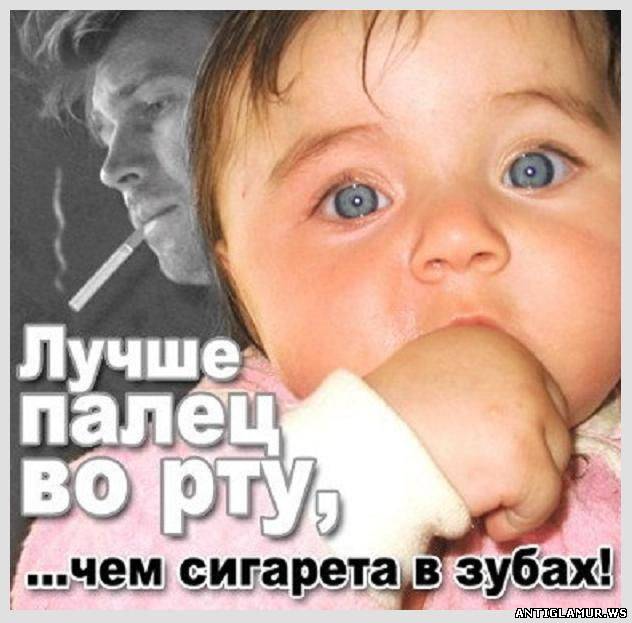 Лучше
палец
во рту,
...чем сигарета в зубах!
ANTIGLAMUR.WS